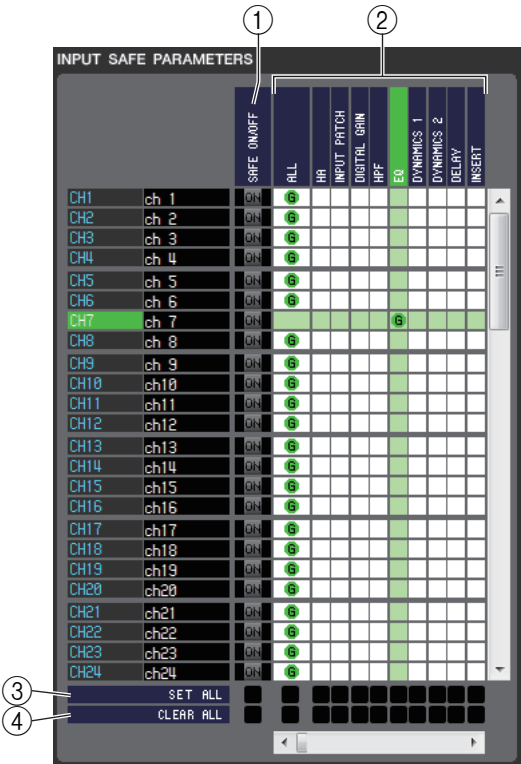 ① ②
INPUT SAFE PARAMETERS
SAFE ON/OFF ALL HA INPUT PATCH DIGITAL GAIN HPF EQ DYNAMICS 1 DYNAMICS 2 DELAY INSERT
CH1 ch 1 ON G
CH2 ch 2 ON G
CH3 ch 3 ON G
CH4 ch 4 ON G
CH5 ch 5 ON G
CH6 ch 6 ON G
CH7 ch 7 ON G
CH8 ch 8 ON G
CH9 ch 9 ON G
CH10 ch10 ON G
CH11 ch11 ON G
CH12 ch12 ON G
CH13 ch13 ON G
CH14 ch14 ON G
CH15 ch15 ON G
CH16 ch16 ON G
CH17 ch17 ON G
CH18 ch18 ON G
CH19 ch19 ON G
CH20 ch20 ON G
CH21 ch21 ON G
CH22 ch22 ON G
CH23 ch23 ON G
CH24 ch24 ON G
③ SET ALL
④ CLEAR ALL